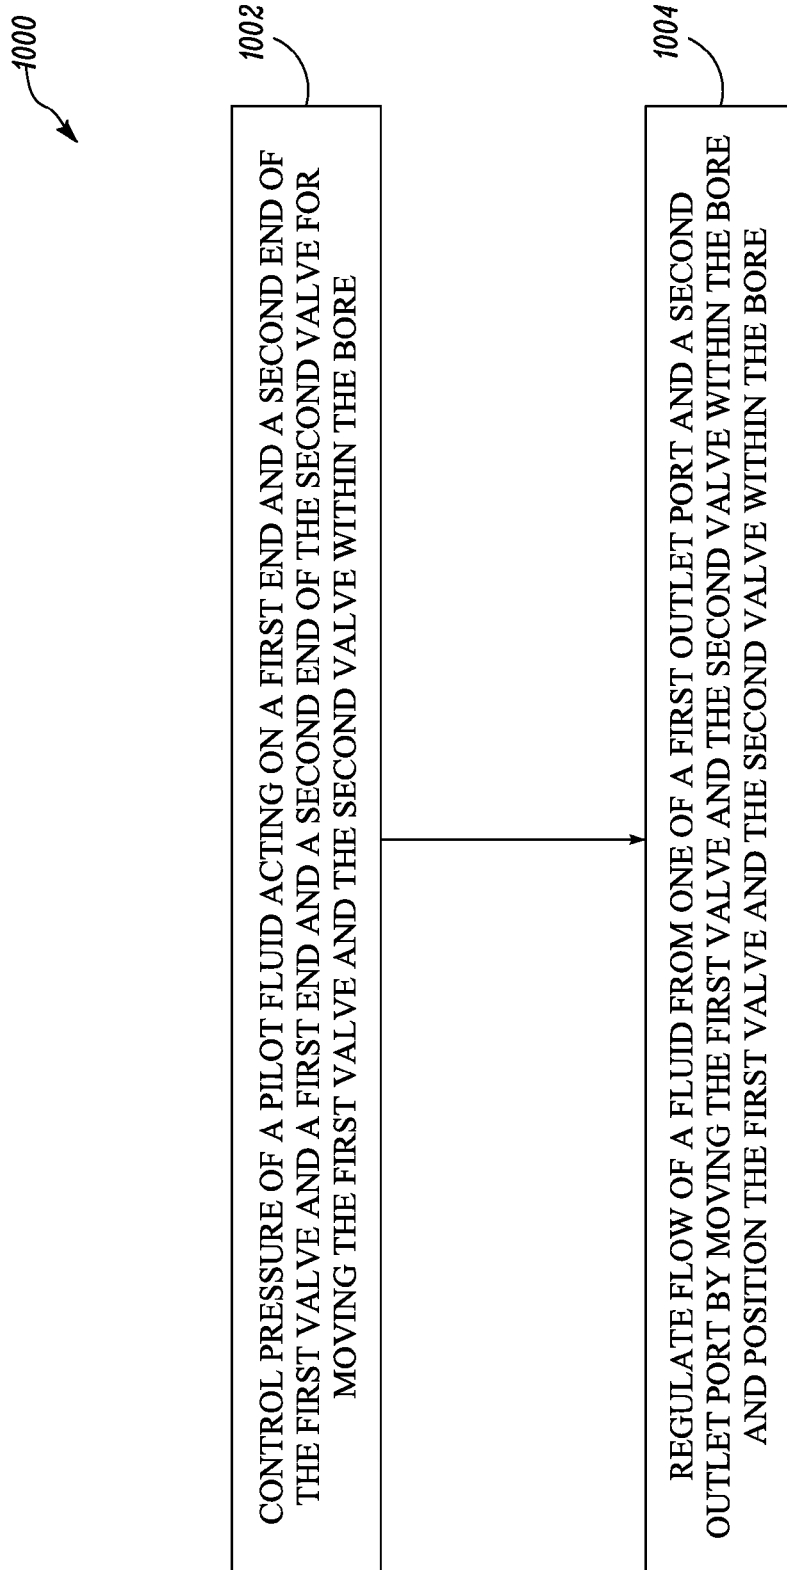 1000
1002
CONTROL PRESSURE OF A PILOT FLUID ACTING ON A FIRST END AND A SECOND END OF
THE FIRST VALVE AND A FIRST END AND A SECOND END OF THE SECOND VALVE FOR
MOVING THE FIRST VALVE AND THE SECOND VALVE WITHIN THE BORE
1004
REGULATE FLOW OF A FLUID FROM ONE OF A FIRST OUTLET PORT AND A SECOND
OUTLET PORT BY MOVING THE FIRST VALVE AND THE SECOND VALVE WITHIN THE BORE
AND POSITION THE FIRST VALVE AND THE SECOND VALVE WITHIN THE BORE